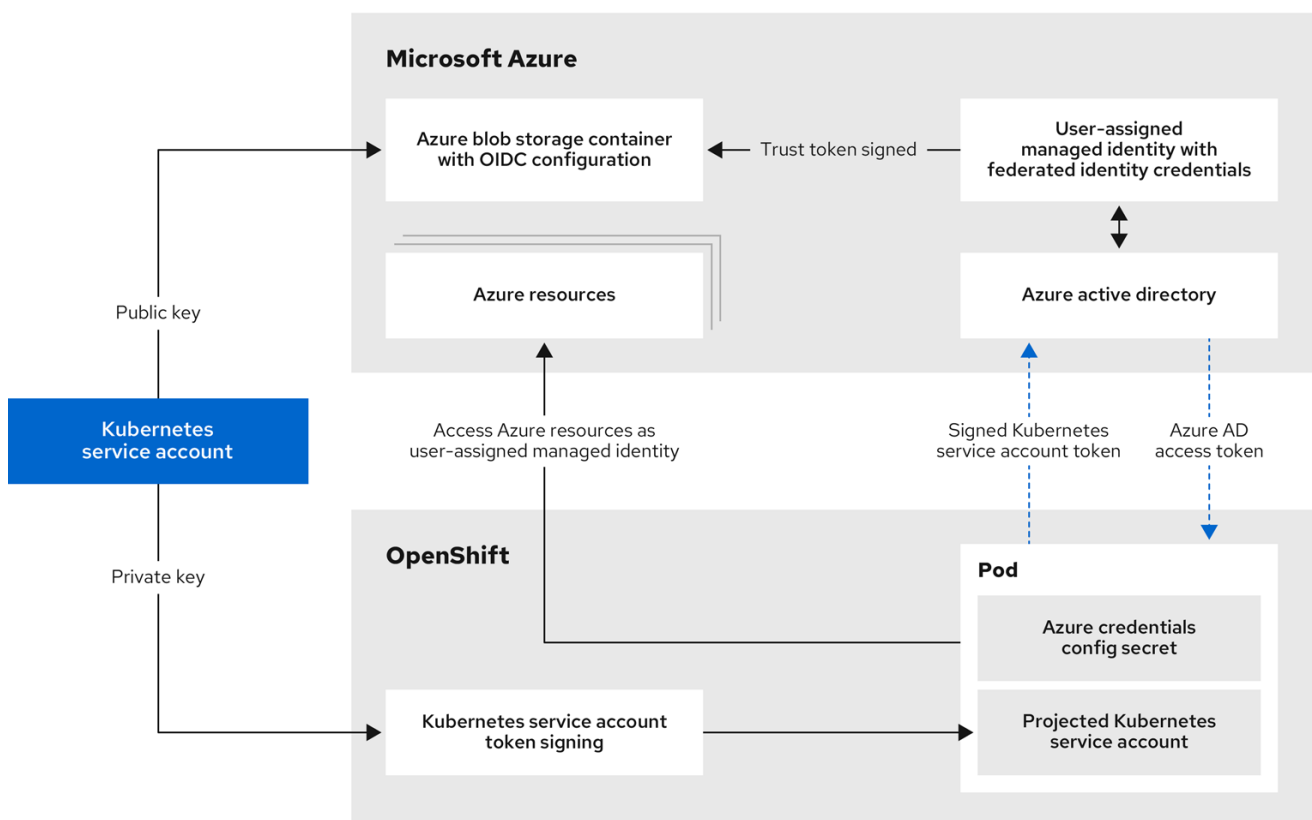 Microsoft Azure
Azure blob storage container
with OIDC configuration
Trust token signed
User-assigned
managed identity with
federated identity credentials
Azure resources
Azure active directory
Public key
Kubernetes
service account
Access Azure resources as
user-assigned managed identity
Signed Kubernetes
service account token
Azure AD
access token
Private key
OpenShift
Pod
Azure credentials
config secret
Kubernetes service account
token signing
Projected Kubernetes
service account